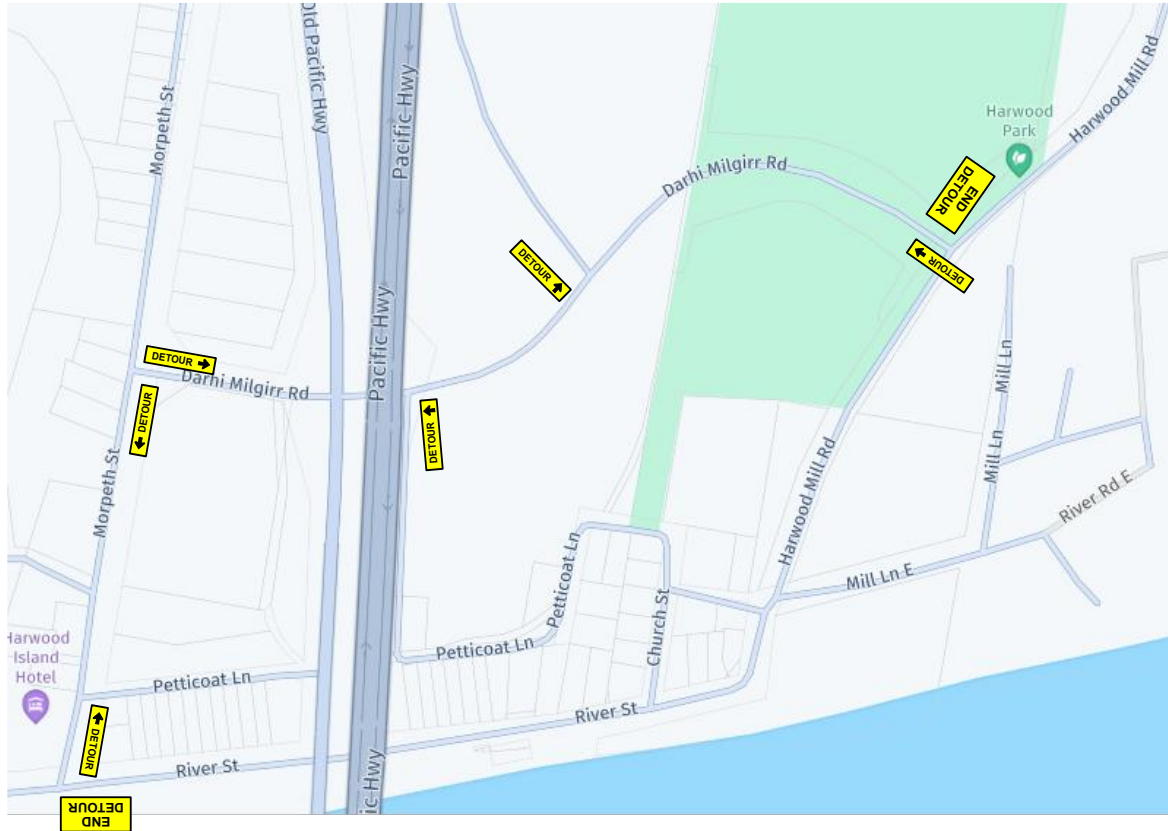 Old Pacific Hwy
Pacific Hwy
Morpeth St
Harwood Mill Rd
Harwood
Park
Darhi Milgirr Rd
END
DETOUR
DETOUR
DETOUR
Pacific Hwy
DETOUR
Darhi Milgirr Rd
DETOUR
DETOUR
Mill Ln
Morpeth St
Harwood Mill Rd
Mill Ln
River Rd E
Petticoat Ln
Mill Ln E
Church St
Harwood
Island
Hotel
Petticoat Ln
Petticoat Ln
DETOUR
River St
River St
ic Hwy
END
DETOUR